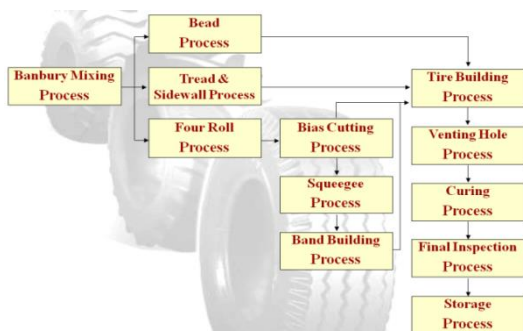 Bead
Process
Banbury Mixing
Process
Tread &
Sidewall Process
Tire Building
Process
Four Roll
Process
Bias Cutting
Process
Venting Hole
Process
Squeegee
Process
Curing
Process
Band Building
Process
Final Inspection
Process
Storage
Process